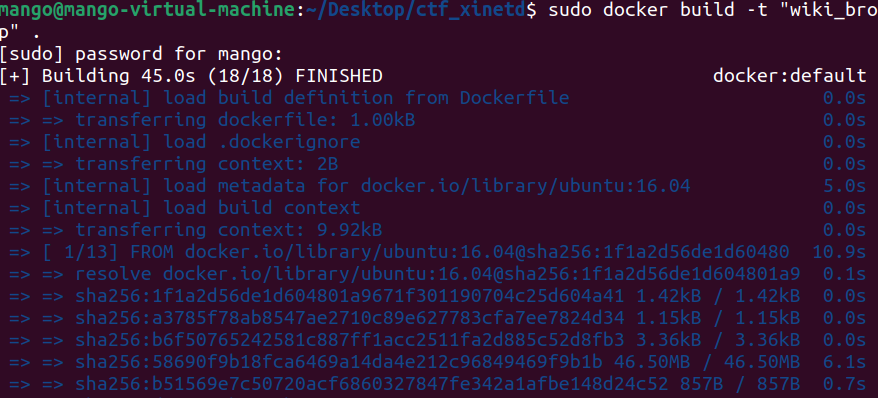 mango@mango-virtual-machine:~/Desktop/ctf_xinetd$ sudo docker build -t "wiki_bro
p" .
[sudo] password for mango:
[+] Building 45.0s (18/18) FINISHED docker:default
=> [internal] load build definition from Dockerfile 0.0s
=> => transferring dockerfile: 1.00kB 0.0s
=> [internal] load .dockerignore 0.0s
=> => transferring context: 2B 0.0s
=> [internal] load metadata for docker.io/library/ubuntu:16.04 5.0s
=> [internal] load build context 0.0s
=> => transferring context: 9.92kB 0.0s
=> [ 1/13] FROM docker.io/library/ubuntu:16.04@sha256:1f1a2d56de1d60480 10.9s
=> => resolve docker.io/library/ubuntu:16.04@sha256:1f1a2d56de1d604801a9 0.1s
=> => sha256:1f1a2d56de1d604801a9671f301190704c25d604a41 1.42kB / 1.42kB 0.0s
=> => sha256:a3785f78ab8547ae2710c89e627783cfa7ee7824d34 1.15kB / 1.15kB 0.0s
=> => sha256:b6f50765242581c887ff1acc2511fa2d885c52d8fb3 3.36kB / 3.36kB 0.0s
=> => sha256:58690f9b18fca6469a14da4e212c96849469f9b1b 46.50MB / 46.50MB 6.1s
=> => sha256:b51569e7c50720acf6860327847fe342a1afbe148d24c52 857B / 857B 0.7s